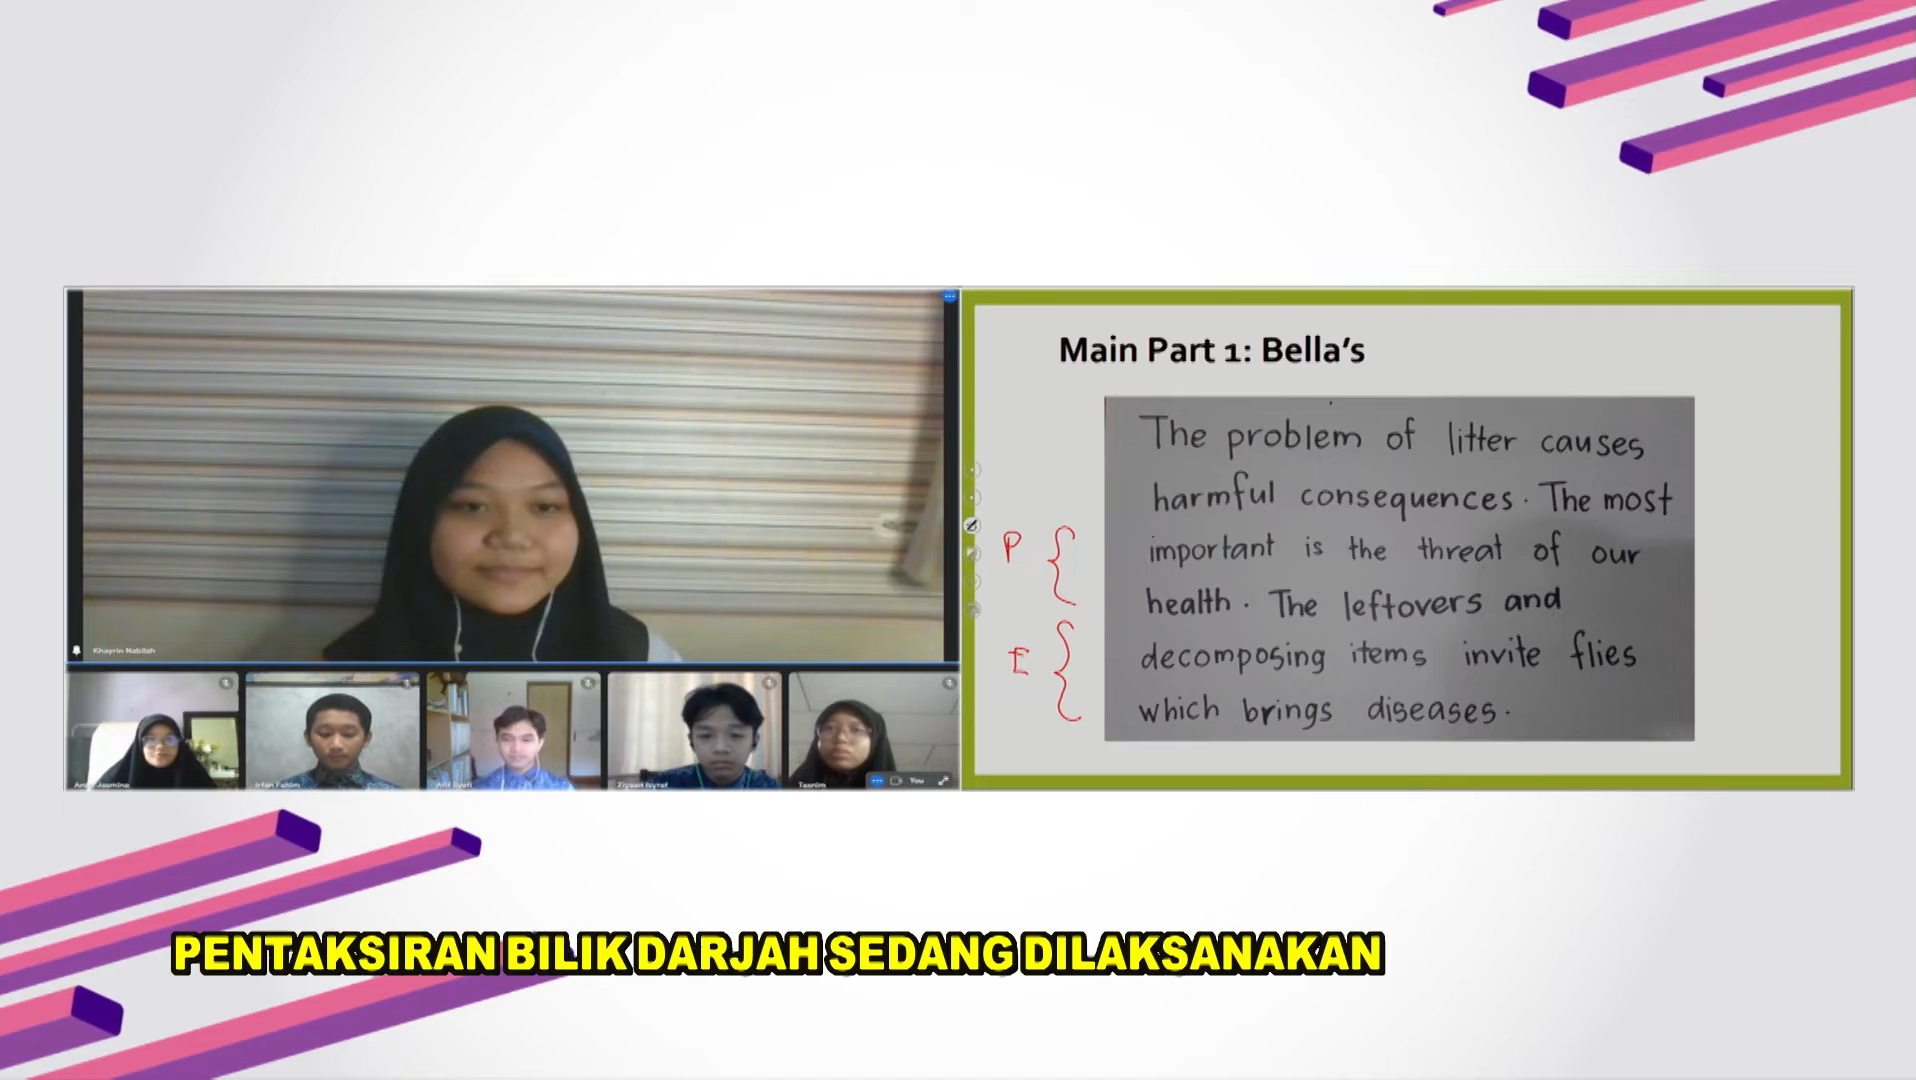 Main Part 1: Bella's
The problem of litter causes
harmful consequences. The most
important is the threat of our
health. The leftovers and
decomposing items invite flies
which brings diseases.
P
E
Khayrin Nabilah
Jasmine
Irfan Fahim
Ziyaad
Tasnim
You
PENTAKSIRAN BILIK DARJAH SEDANG DILAKSANAKAN